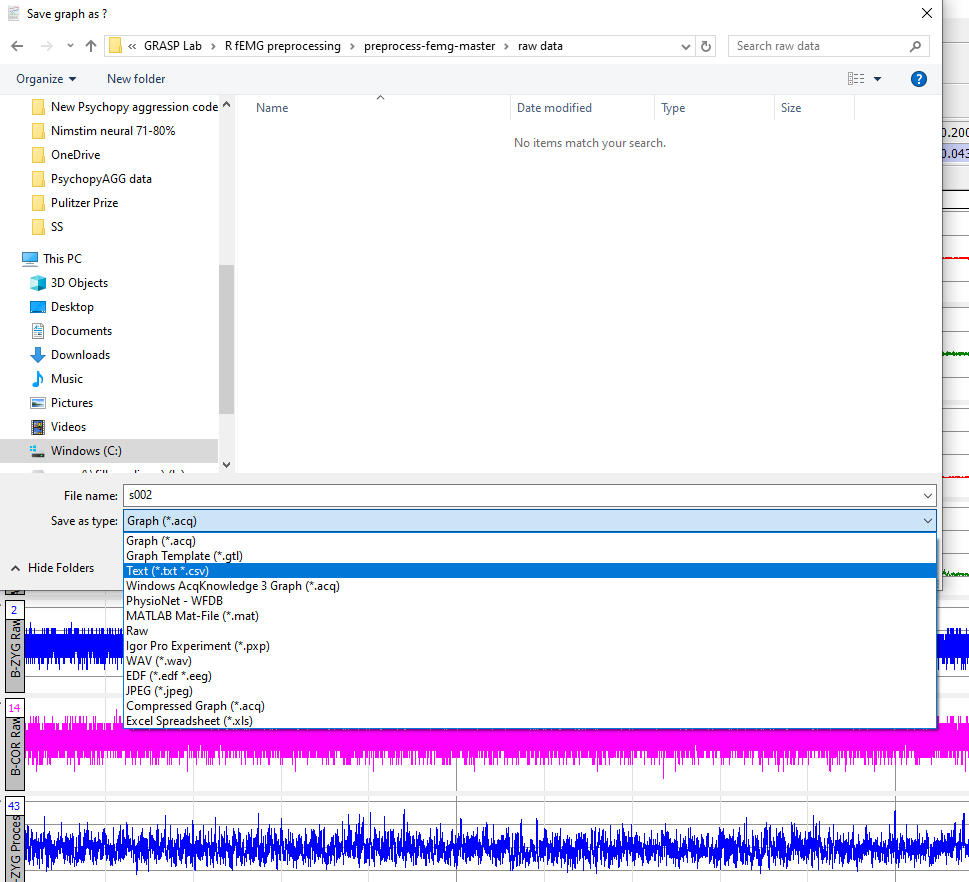 Save graph as ?
« GRASP Lab > R fEMG preprocessing > preprocess-femg-master > raw data
Search raw data
Organize
New folder
?
Name
Date modified
Type
Size
No items match your search.
New Psychopy aggression code
Nimstim neural 71-80%
OneDrive
PsychopyAGG data
Pulitzer Prize
SS
This PC
3D Objects
Desktop
Documents
Downloads
Music
Pictures
Videos
Windows (C:)
0.200
0.043
File name: s002
Save as type: Graph (*.acq)
Graph (*.acq)
Graph Template (*.gtl)
Text (*.txt *.csv)
Windows AcqKnowledge 3 Graph (*.acq)
PhysioNet - WFDB
MATLAB Mat-File (*.mat)
Raw
Igor Pro Experiment (*.pxp)
WAV (*.wav)
EDF (*.edf *.eeg)
JPEG (*.jpeg)
Compressed Graph (*.acq)
Excel Spreadsheet (*.xls)
Hide Folders
2
B-ZYG Raw
14
B-COR Raw
43
-ZYG Proces